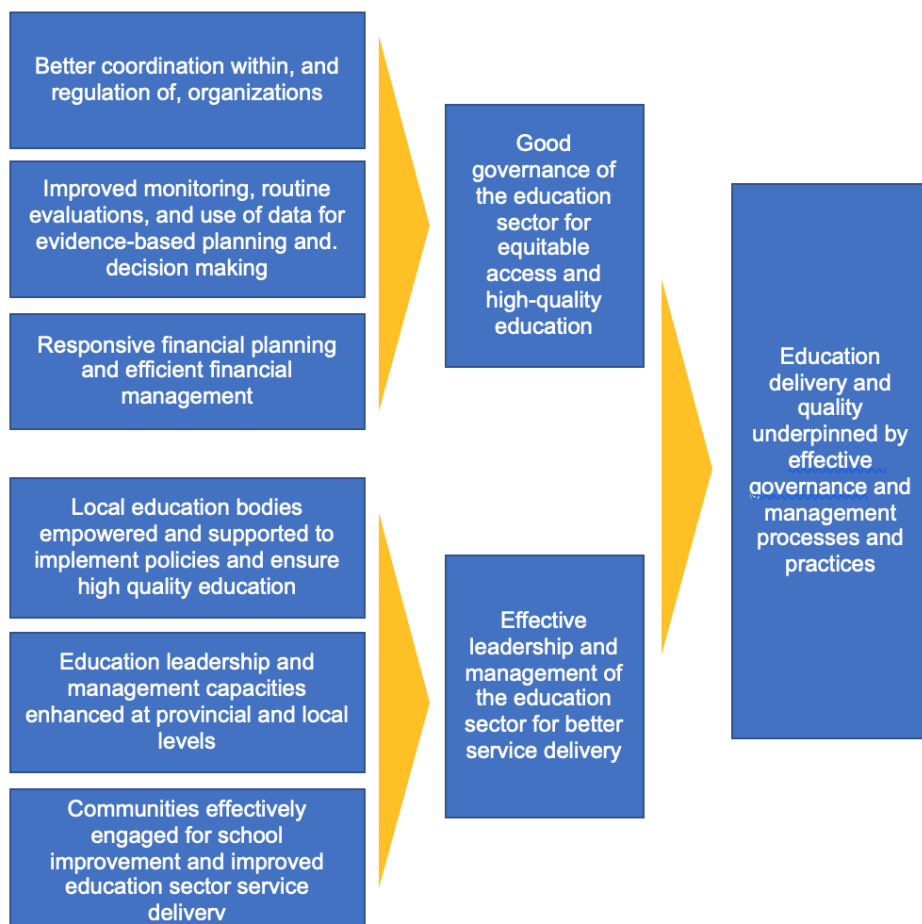 Better coordination within, and
regulation of, organizations
Improved monitoring, routine
evaluations, and use of data for
evidence-based planning and.
decision making
Responsive financial planning
and efficient financial
management
Good
governance of
the education
sector for
equitable
access and
high-quality
education
Local education bodies
empowered and supported to
implement policies and ensure
high quality education
Education leadership and
management capacities
enhanced at provincial and local
levels
Communities effectively
engaged for school
improvement and improved
education sector service
delivery
Effective
leadership and
management of
the education
sector for better
service delivery
Education
delivery and
quality
underpinned by
effective
governance and
management
processes and
practices